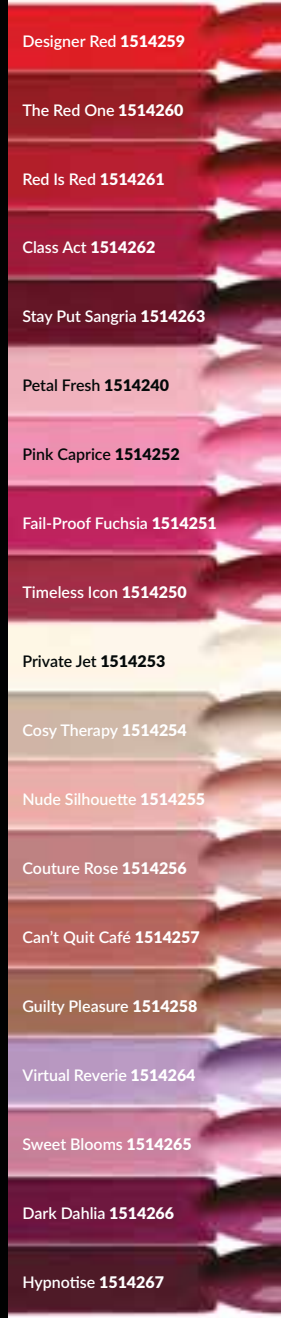 Designer Red 1514259
The Red One 1514260
Red Is Red 1514261
Class Act 1514262
Stay Put Sangria 1514263
Petal Fresh 1514240
Pink Caprice 1514252
Fail-Proof Fuchsia 1514251
Timeless Icon 1514250
Private Jet 1514253
Cosy Therapy 1514254
Nude Silhouette 1514255
Couture Rose 1514256
Can't Quit Café 1514257
Guilty Pleasure 1514258
Virtual Reverie 1514264
Sweet Blooms 1514265
Dark Dahlia 1514266
Hypnotise 1514267